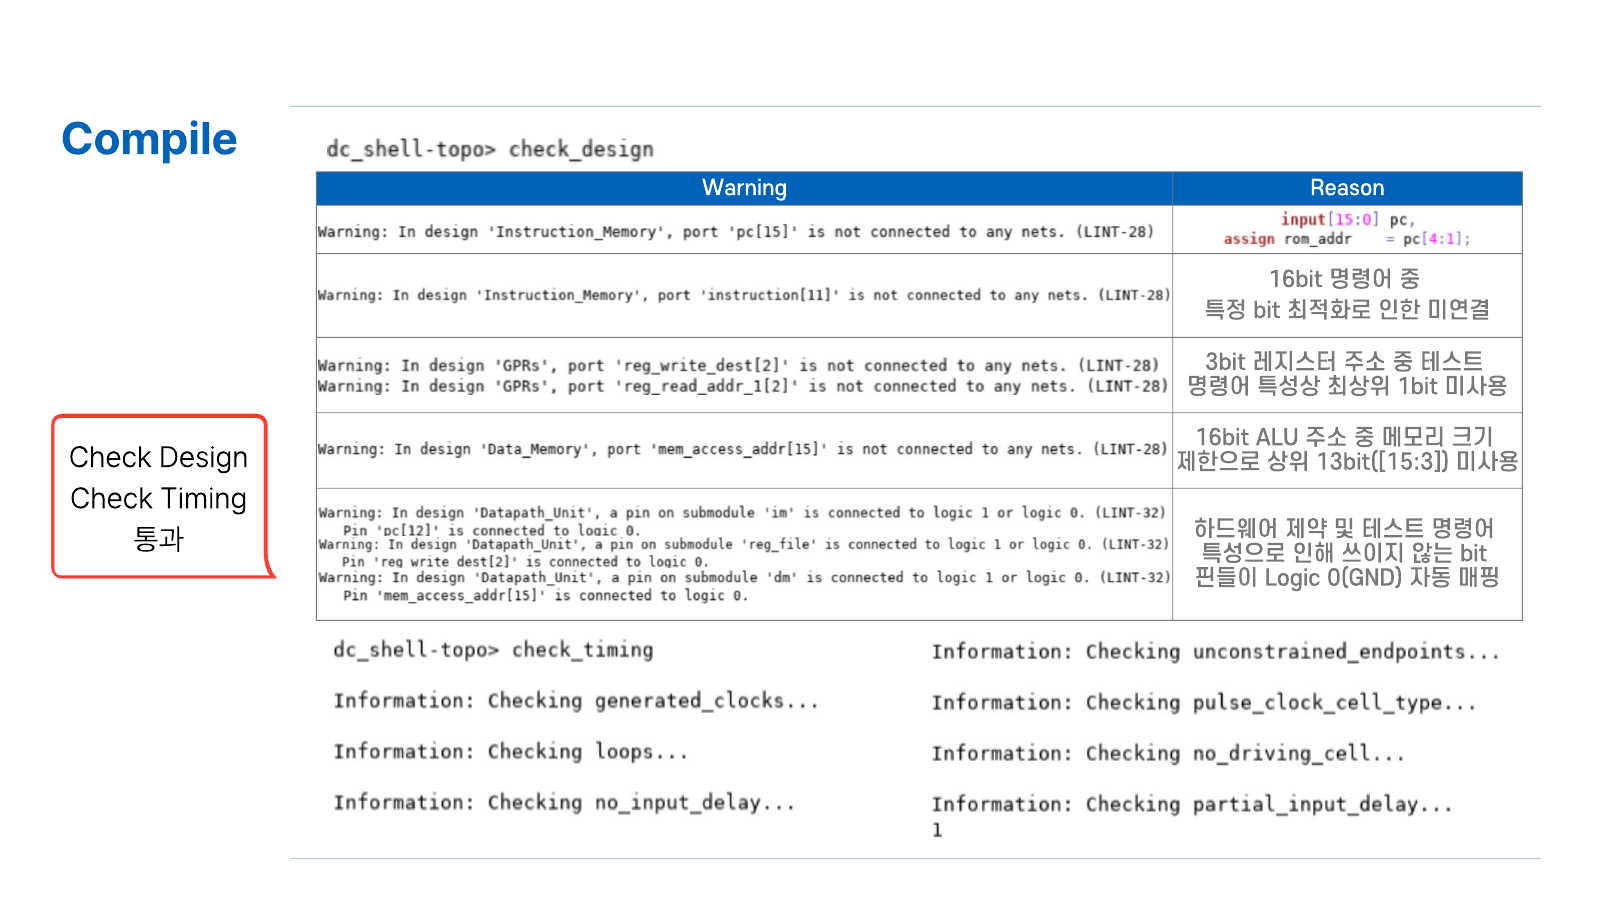 Compile
dc_shell-topo> check_design
Warning
Reason
Warning: In design 'Instruction_Memory', port 'pc[15]' is not connected to any nets. (LINT-28)
input[15:0] pc,
assign rom_addr = pc[4:1];
Warning: In design 'Instruction_Memory', port 'instruction[11]' is not connected to any nets. (LINT-28)
16bit 명령어 중
특정 bit 최적화로 인한 미연결
Warning: In design 'GPRs', port 'reg_write_dest[2]' is not connected to any nets. (LINT-28)
Warning: In design 'GPRs', port 'reg_read_addr_1[2]' is not connected to any nets. (LINT-28)
3bit 레지스터 주소 중 테스트
명령어 특성상 최상위 1bit 미사용
Warning: In design 'Data_Memory', port 'mem_access_addr[15]' is not connected to any nets. (LINT-28)
16bit ALU 주소 중 메모리 크기
제한으로 상위 13bit([15:3]) 미사용
Warning: In design 'Datapath_Unit', a pin on submodule 'im' is connected to logic 1 or logic 0. (LINT-32)
Pin 'pc[12]' is connected to logic 0.
Warning: In design 'Datapath_Unit', a pin on submodule 'reg_file' is connected to logic 1 or logic 0. (LINT-32)
Pin 'reg_write_dest[2]' is connected to logic 0.
Warning: In design 'Datapath_Unit', a pin on submodule 'dm' is connected to logic 1 or logic 0. (LINT-32)
Pin 'mem_access_addr[15]' is connected to logic 0.
하드웨어 제약 및 테스트 명령어
특성으로 인해 쓰이지 않는 bit
핀들이 Logic 0(GND) 자동 매핑
Check Design
Check Timing
통과
dc_shell-topo> check_timing
Information: Checking generated_clocks...
Information: Checking loops...
Information: Checking no_input_delay...
Information: Checking unconstrained_endpoints...
Information: Checking pulse_clock_cell_type...
Information: Checking no_driving_cell...
Information: Checking partial_input_delay...
1